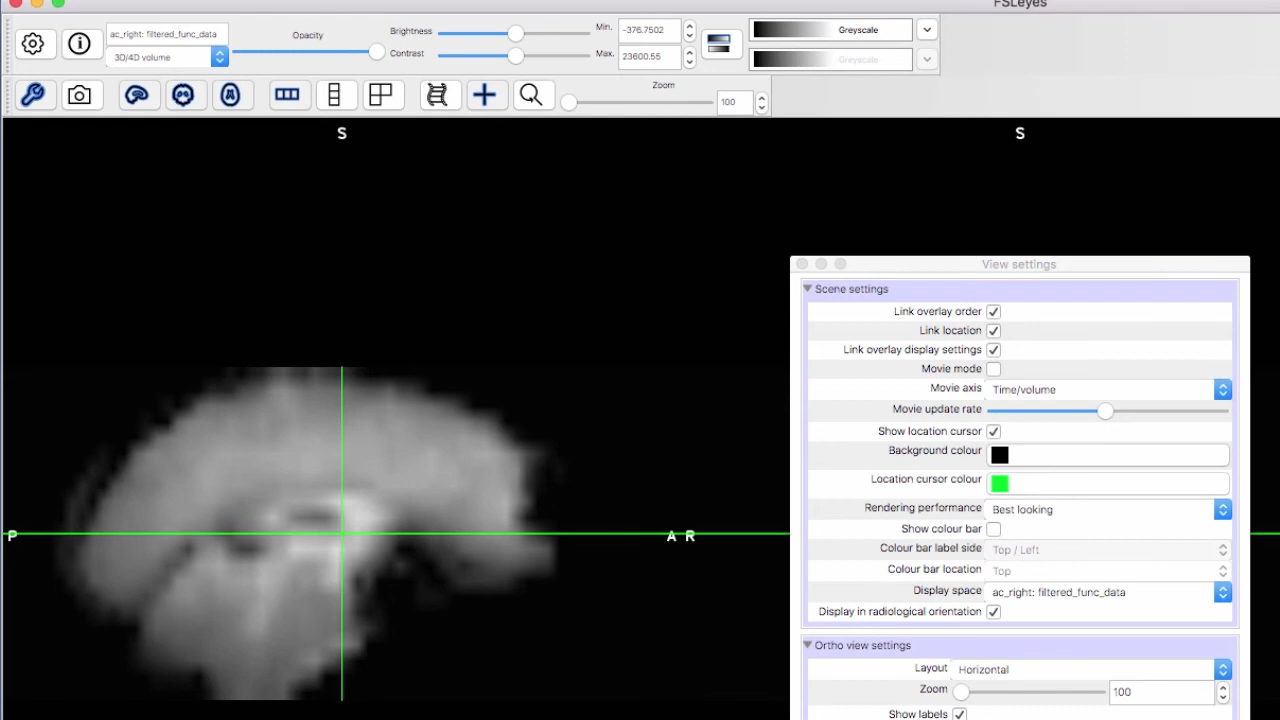 FSLeyes
ac_right: filtered_func_data
3D/4D volume
Opacity
Brightness
Contrast
Min. -376.7502
Max. 23600.55
Greyscale
Greyscale
Zoom
100
S
S
P
A R
View settings
Scene settings
Link overlay order
Link location
Link overlay display settings
Movie mode
Movie axis Time/volume
Movie update rate
Show location cursor
Background colour
Location cursor colour
Rendering performance Best looking
Show colour bar
Colour bar label side Top / Left
Colour bar location Top
Display space ac_right: filtered_func_data
Display in radiological orientation
Ortho view settings
Layout Horizontal
Zoom 100
Show labels